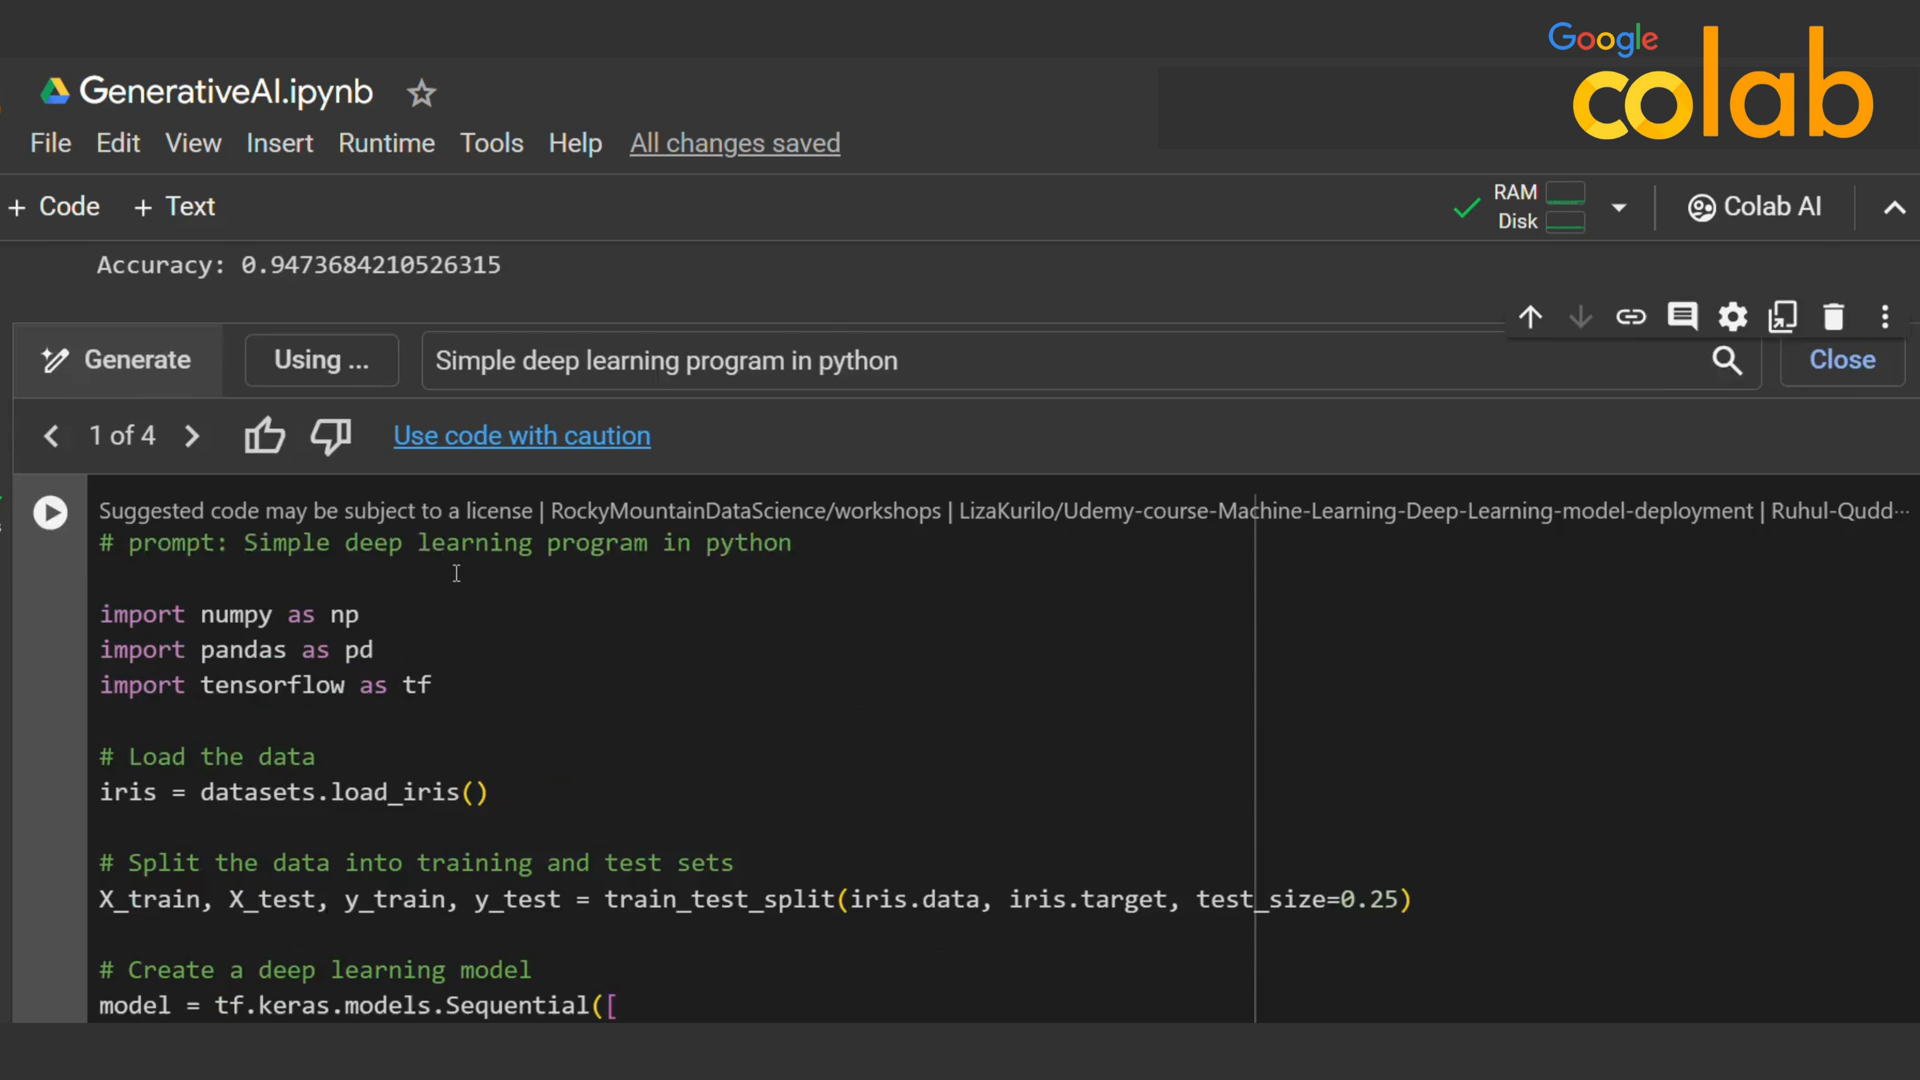 Google
colab
GenerativeAI.ipynb
File Edit View Insert Runtime Tools Help All changes saved
+ Code + Text
RAM
Disk
Colab AI
Accuracy: 0.9473684210526315
Generate Using ... Simple deep learning program in python Close
1 of 4 Use code with caution
Suggested code may be subject to a license | RockyMountainDataScience/workshops | LizaKurilo/Udemy-course-Machine-Learning-Deep-Learning-model-deployment | Ruhul-Qudd...
# prompt: Simple deep learning program in python
import numpy as np
import pandas as pd
import tensorflow as tf
# Load the data
iris = datasets.load_iris()
# Split the data into training and test sets
X_train, X_test, y_train, y_test = train_test_split(iris.data, iris.target, test_size=0.25)
# Create a deep learning model
model = tf.keras.models.Sequential([